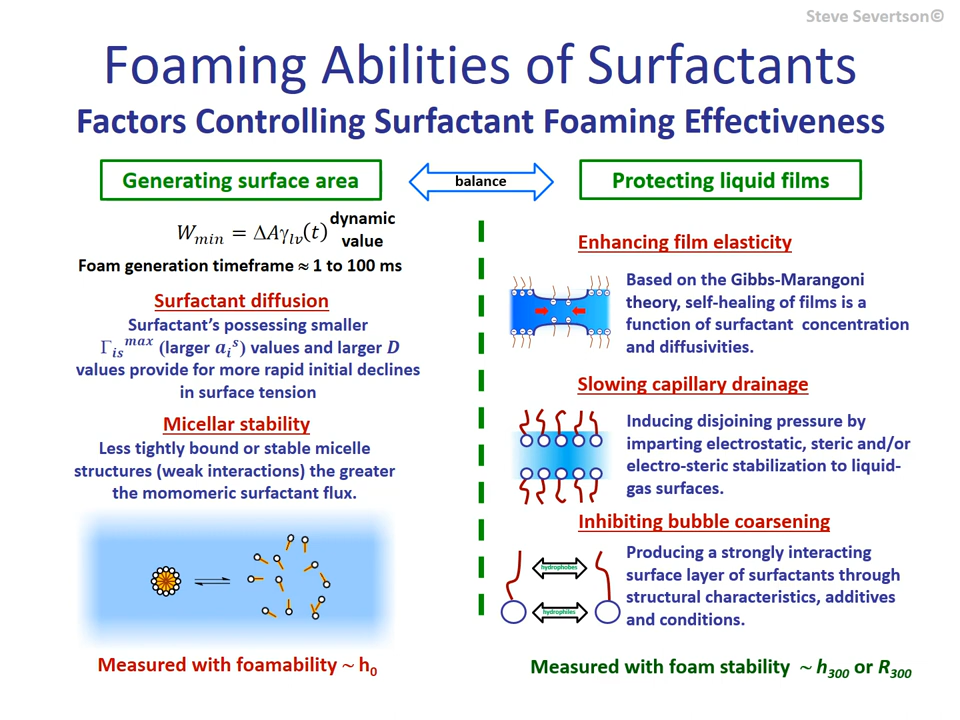 Steve Severtson©
Foaming Abilities of Surfactants
Factors Controlling Surfactant Foaming Effectiveness
Generating surface area
balance
Protecting liquid films
W_min = ΔAγ_lv(t) dynamic
value
Foam generation timeframe ≈ 1 to 100 ms
Surfactant diffusion
Surfactant's possessing smaller
Γ_is^max (larger a_i^s) values and larger D
values provide for more rapid initial declines
in surface tension
Micellar stability
Less tightly bound or stable micelle
structures (weak interactions) the greater
the momomeric surfactant flux.
Measured with foamability ~ h₀
Enhancing film elasticity
Based on the Gibbs-Marangoni
theory, self-healing of films is a
function of surfactant concentration
and diffusivities.
Slowing capillary drainage
Inducing disjoining pressure by
imparting electrostatic, steric and/or
electro-steric stabilization to liquid-
gas surfaces.
Inhibiting bubble coarsening
hydrophobes
hydrophiles
Producing a strongly interacting
surface layer of surfactants through
structural characteristics, additives
and conditions.
Measured with foam stability ~ h₃₀₀ or R₃₀₀